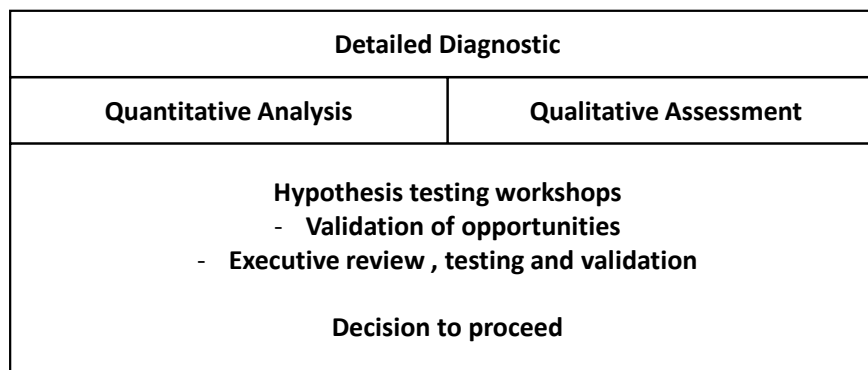 Detailed Diagnostic
Quantitative Analysis
Qualitative Assessment
Hypothesis testing workshops
- Validation of opportunities
- Executive review , testing and validation
Decision to proceed